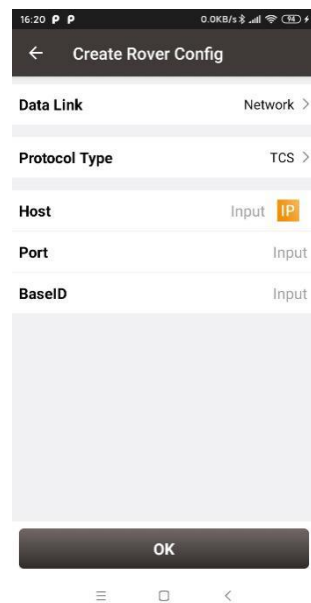 16:20 P P 0.0KB/s 94
Create Rover Config
Data Link Network >
Protocol Type TCS >
Host Input IP
Port Input
BaseID Input
OK